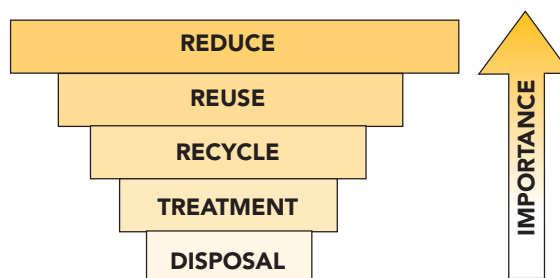 REDUCE
REUSE
RECYCLE
TREATMENT
DISPOSAL
IMPORTANCE